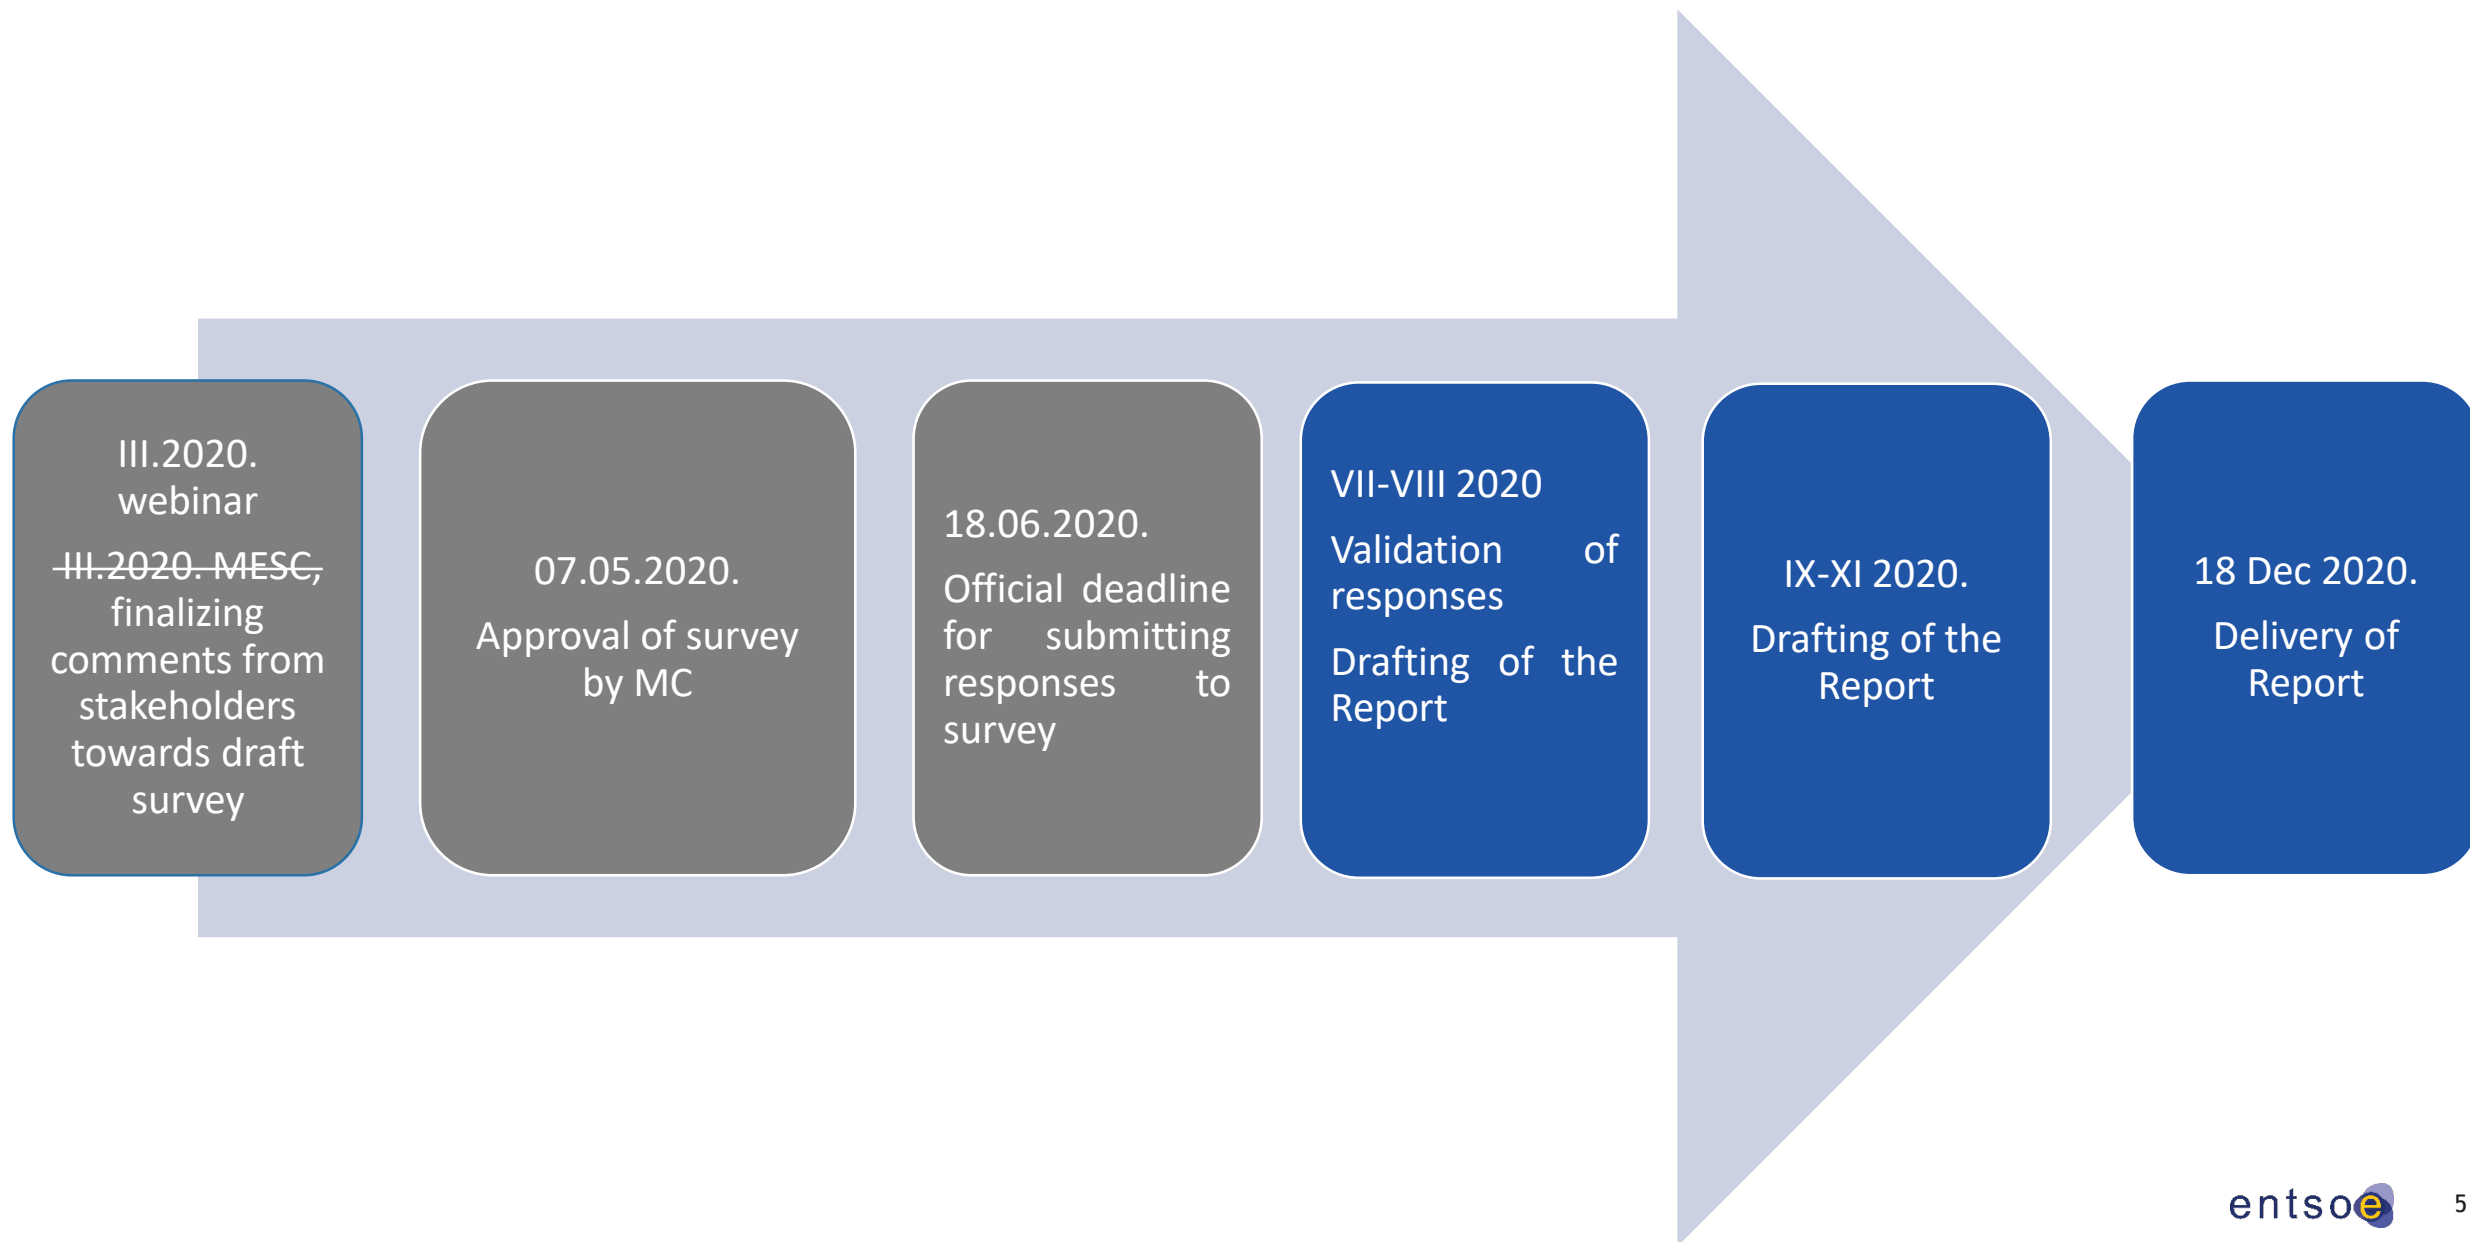 III.2020.
webinar
III.2020. MESC,
finalizing
comments from
stakeholders
towards draft
survey
07.05.2020.
Approval of survey
by MC
18.06.2020.
Official deadline
for submitting
responses to
survey
VII-VIII 2020
Validation of
responses
Drafting of the
Report
IX-XI 2020.
Drafting of the
Report
18 Dec 2020.
Delivery of
Report
entsoe
5